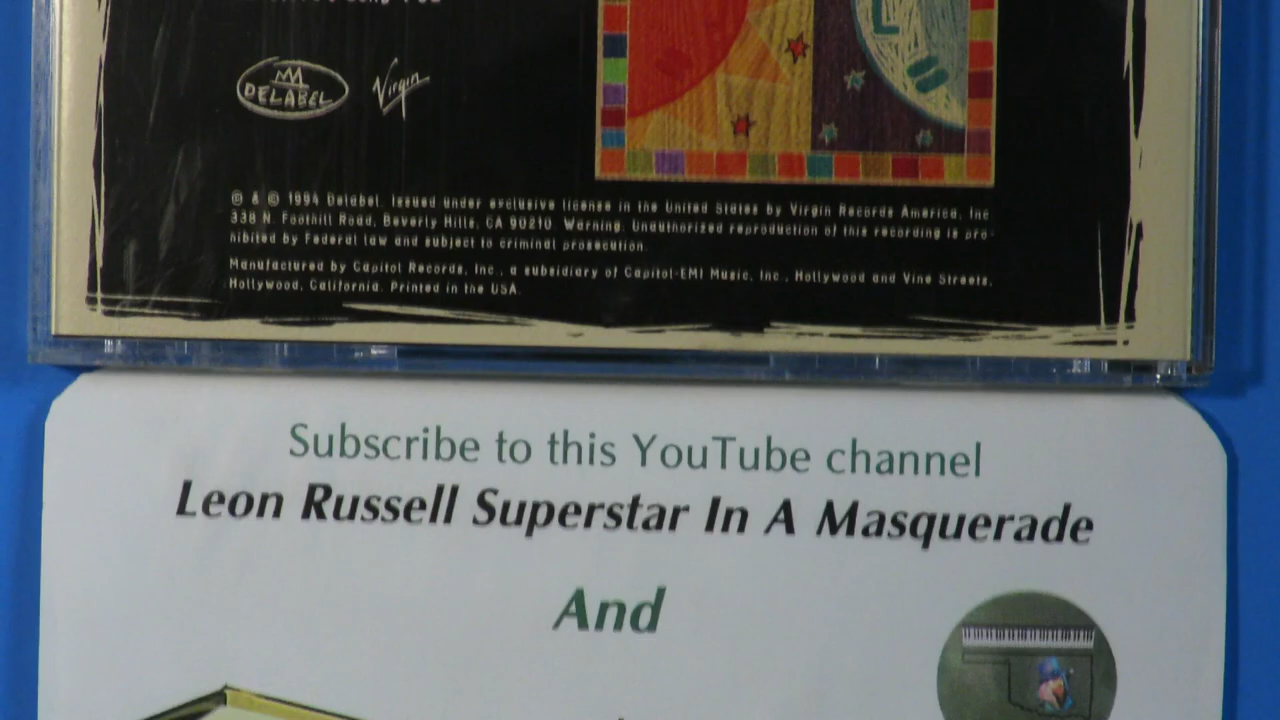 DELABEL
Virgin
℗ & © 1994 Delabel. Issued under exclusive license in the United States by Virgin Records America, Inc
338 N. Foothill Road, Beverly Hills, CA 90210 Warning. Unauthorized reproduction of this recording is pro-
hibited by Federal law and subject to criminal prosecution.
Manufactured by Capitol Records, Inc., a subsidiary of Capitol-EMI Music, Inc., Hollywood and Vine Streets,
Hollywood, California. Printed in the USA.
Subscribe to this YouTube channel
Leon Russell Superstar In A Masquerade
And